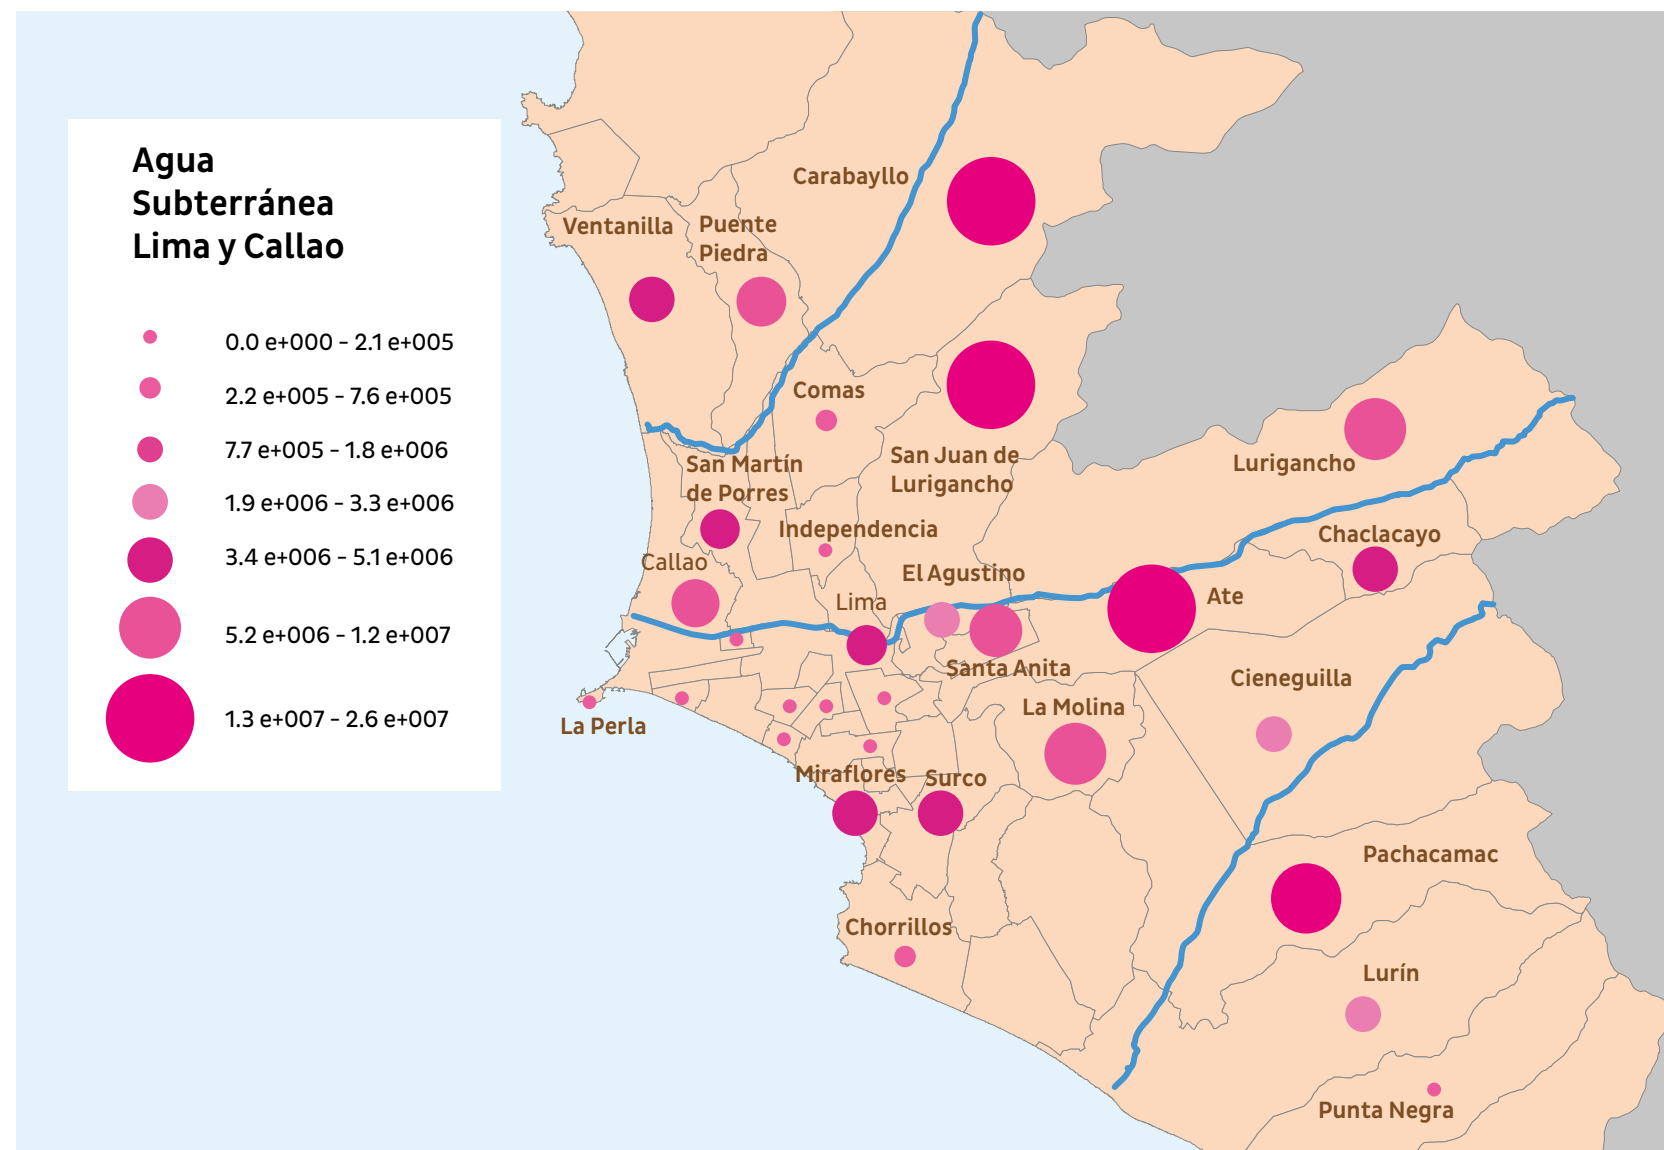 Agua
Subterránea
Lima y Callao
0.0 e+000 - 2.1 e+005
2.2 e+005 - 7.6 e+005
7.7 e+005 - 1.8 e+006
1.9 e+006 - 3.3 e+006
3.4 e+006 - 5.1 e+006
5.2 e+006 - 1.2 e+007
1.3 e+007 - 2.6 e+007
Carabayllo
Ventanilla
Puente
Piedra
Comas
San Juan de
Lurigancho
Lurigancho
San Martín
de Porres
Independencia
Chaclacayo
Callao
El Agustino
Lima
Ate
Santa Anita
Cieneguilla
La Molina
La Perla
Miraflores
Surco
Pachacamac
Chorrillos
Lurín
Punta Negra